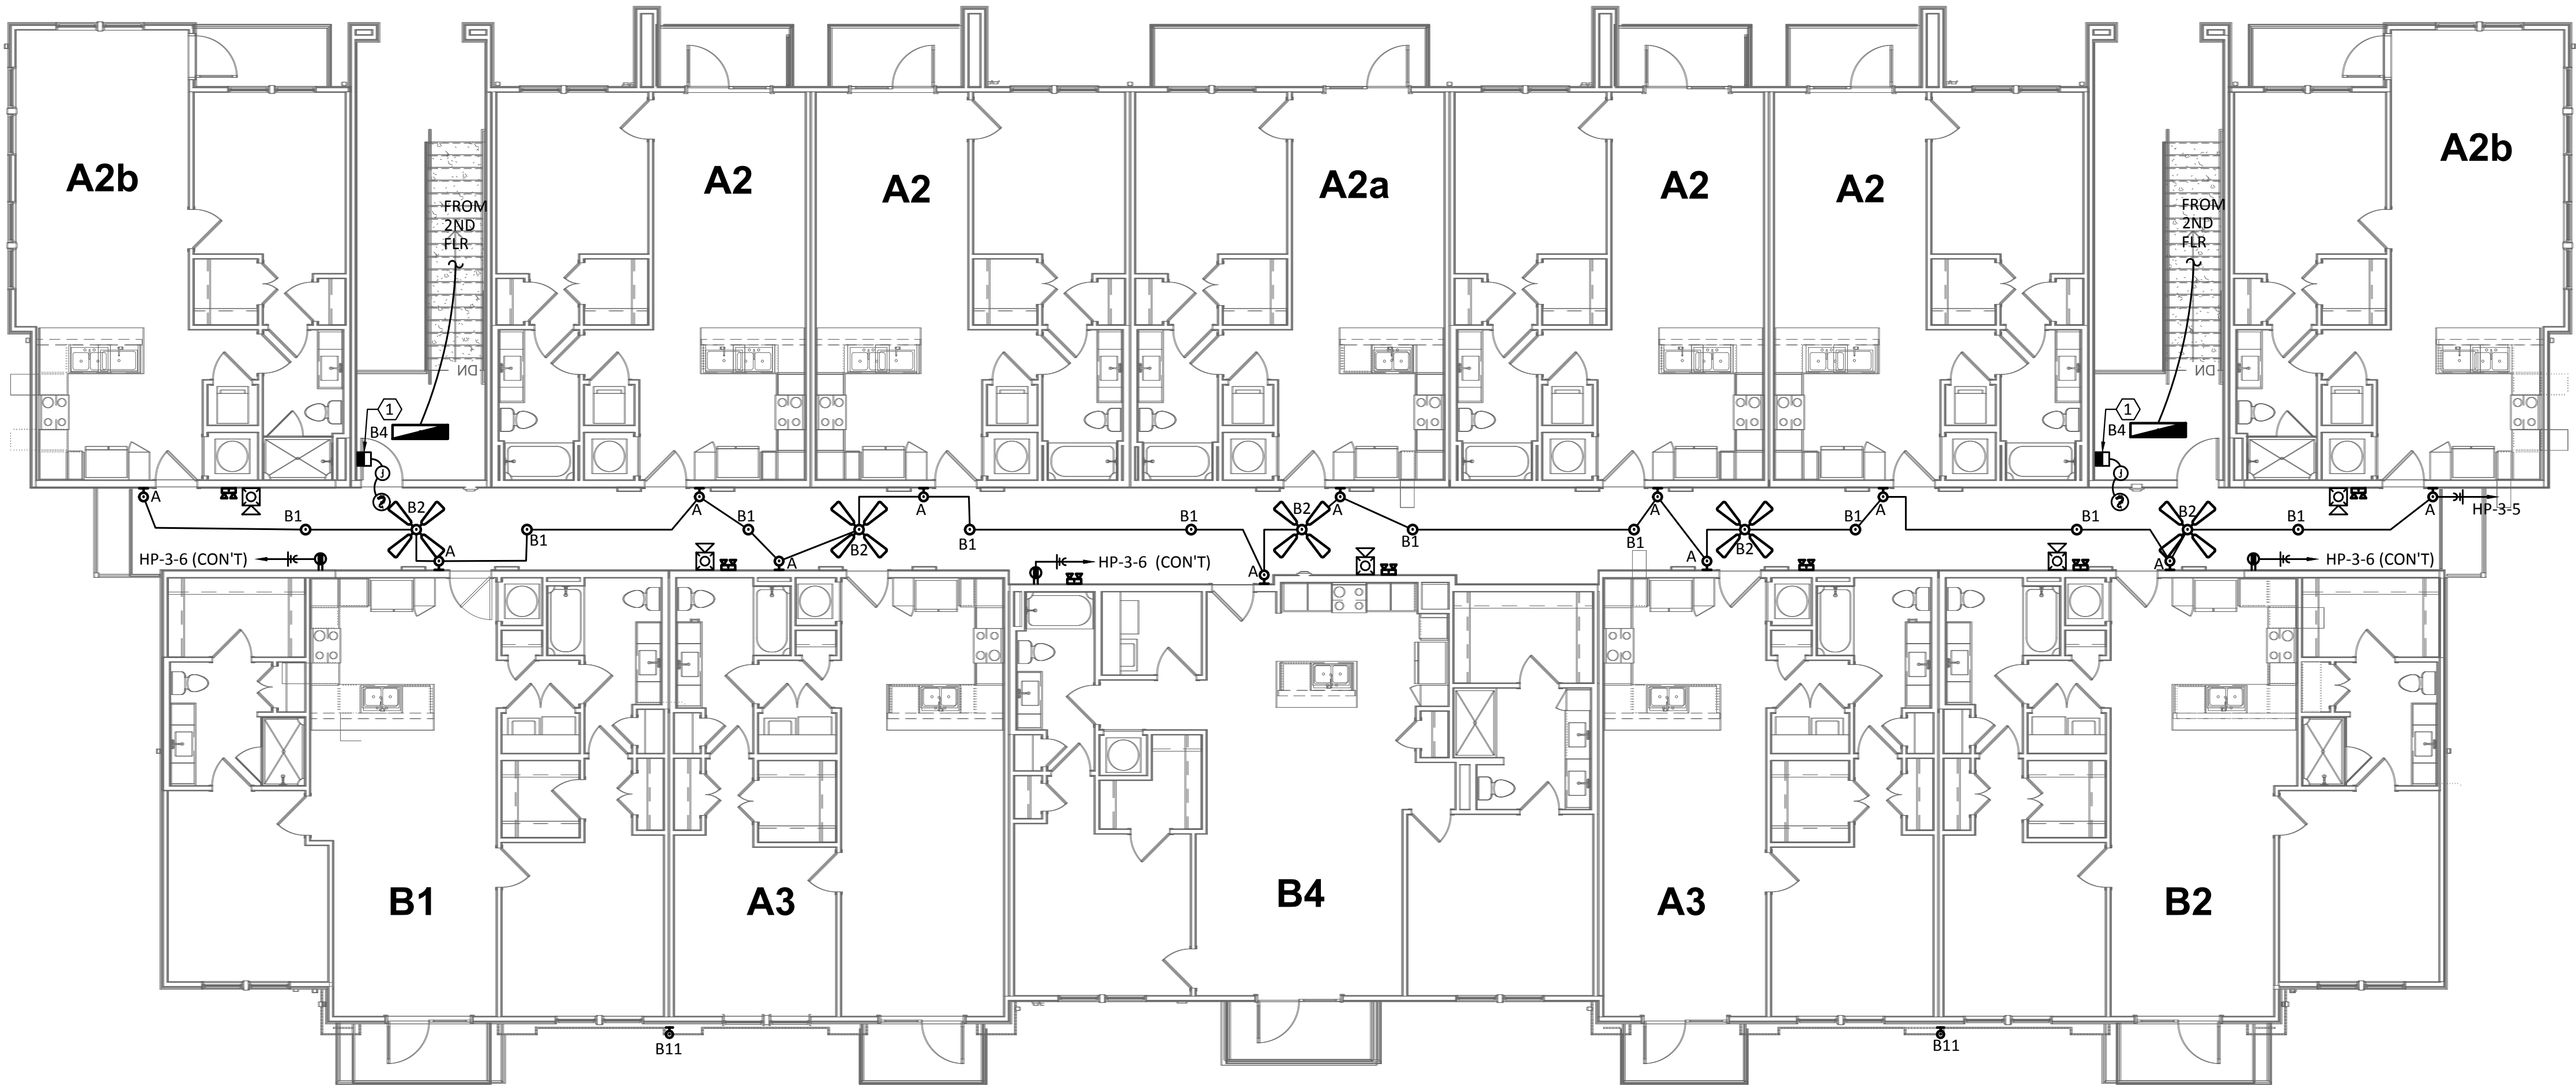 A2b
A2
A2
A2a
A2
A2
A2b
FROM
2ND
FLR
FROM
2ND
FLR
DN
DN
1
B4
J
1
B4
J
A
B1
B2
A
B1
A
B1
A
B2
A
B1
B1
A
B2
A
B1
B1
A
A
B2
B1
A
B1
A
B2
B1
A
HP-3-5
HP-3-6 (CON'T)
HP-3-6 (CON'T)
HP-3-6 (CON'T)
B1
A3
B4
A3
B2
B11
B11